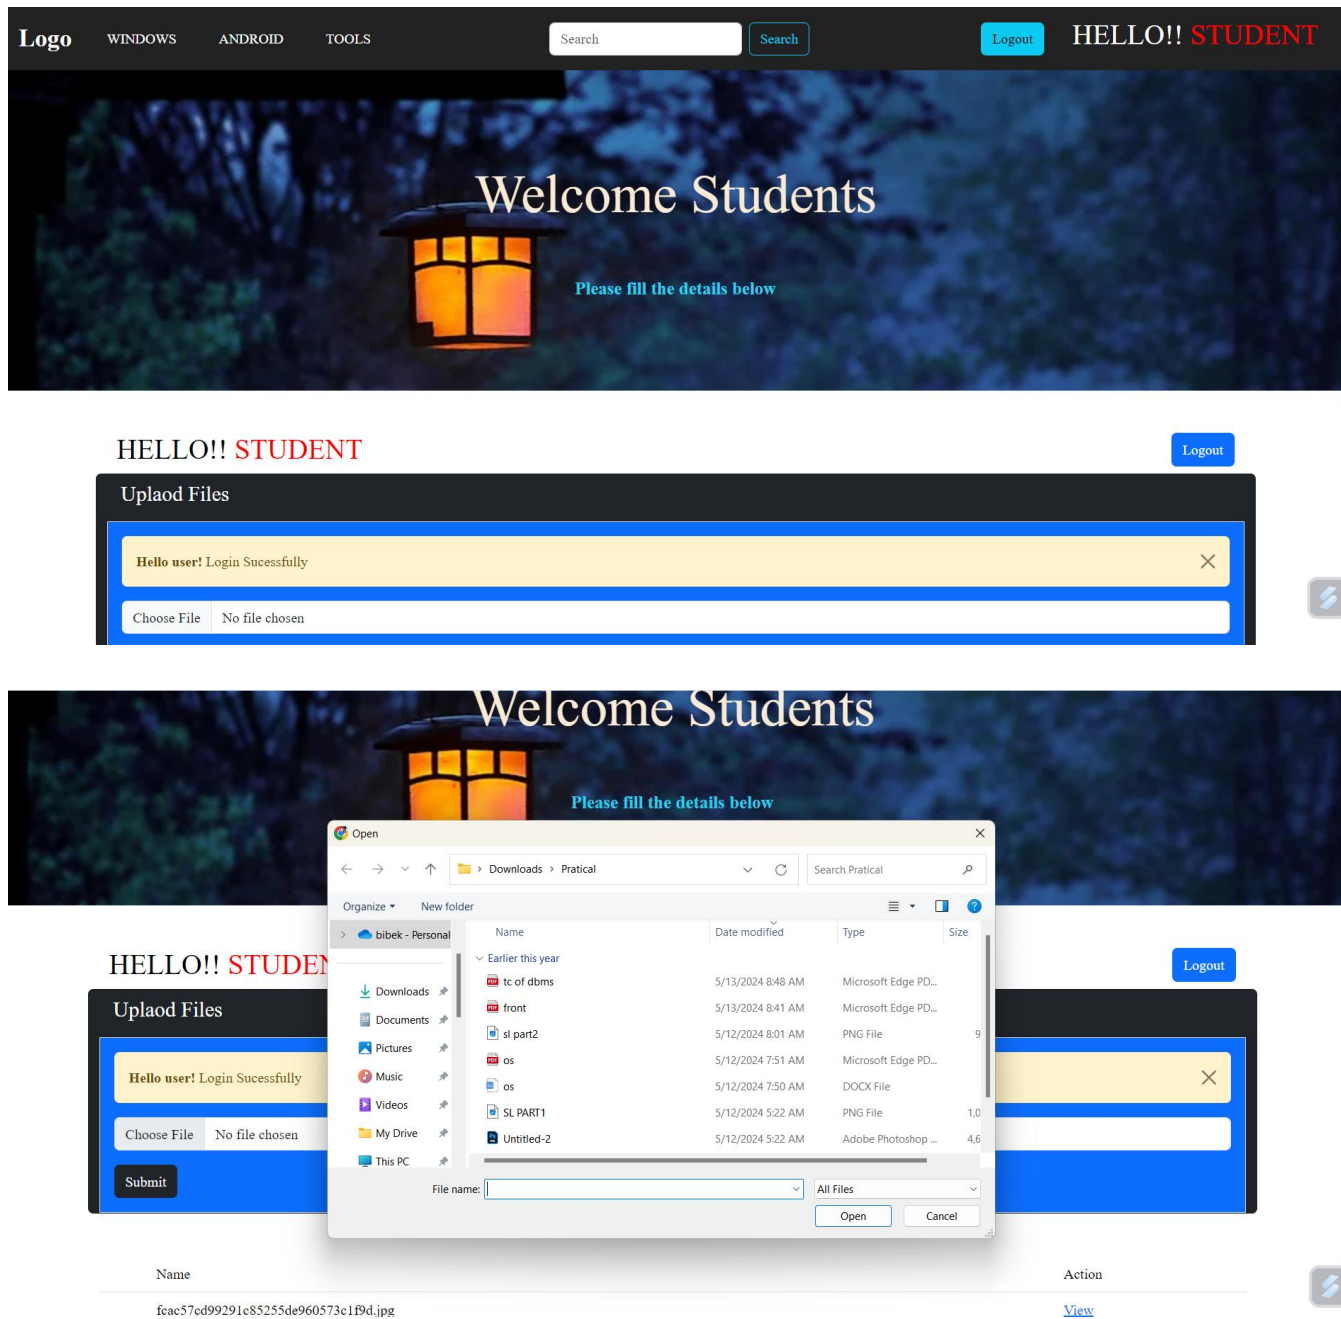 Logo WINDOWS ANDROID TOOLS Search Search Logout HELLO!! STUDENT
Welcome Students
Please fill the details below
HELLO!! STUDENT Logout
Uplaod Files
Hello user! Login Sucessfully
Choose File No file chosen
Welcome Students
Please fill the details below
Open
Downloads > Pratical Search Pratical
Organize New folder
bibek - Personal Name Date modified Type Size
Earlier this year
HELLO!! STUDEN Logout
Downloads tc of dbms 5/13/2024 8:48 AM Microsoft Edge PD...
Uplaod Files
Documents front 5/13/2024 8:41 AM Microsoft Edge PD...
Pictures sl part2 5/12/2024 8:01 AM PNG File 9
os 5/12/2024 7:51 AM Microsoft Edge PD...
Hello user! Login Sucessfully
Music os 5/12/2024 7:50 AM DOCX File
Videos SL PART1 5/12/2024 5:22 AM PNG File 1,0
Choose File No file chosen
My Drive Untitled-2 5/12/2024 5:22 AM Adobe Photoshop ... 4,6
This PC
Submit
File name: All Files
Open Cancel
Name Action
fcac57cd99291c85255de960573c1f9d.jpg View